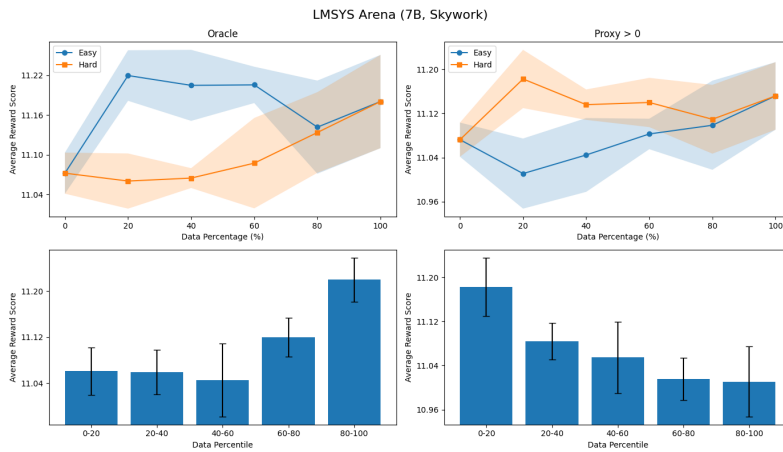 LMSYS Arena (7B, Skywork)
Oracle
Easy
Hard
11.22
11.16
11.10
11.04
Average Reward Score
0 20 40 60 80 100
Data Percentage (%)
Proxy > 0
Easy
Hard
11.20
11.12
11.04
10.96
Average Reward Score
0 20 40 60 80 100
Data Percentage (%)
11.20
11.12
11.04
Average Reward Score
0-20 20-40 40-60 60-80 80-100
Data Percentile
11.20
11.12
11.04
10.96
Average Reward Score
0-20 20-40 40-60 60-80 80-100
Data Percentile